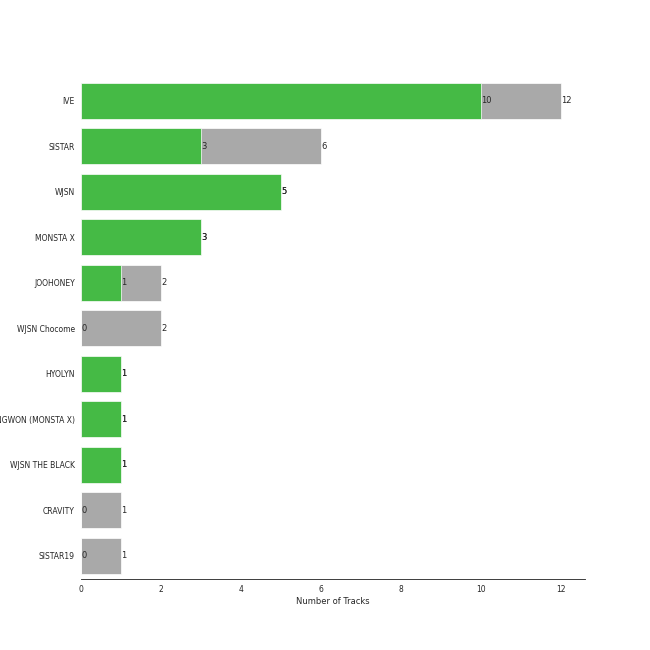 IVE 10 12
SISTAR 3 6
WJSN 5
MONSTA X 3
JOOHONEY 1 2
WJSN Chocome 0 2
HYOLYN 1
NGWON (MONSTA X) 1
WJSN THE BLACK 1
CRAVITY 0 1
SISTAR19 0 1
0 2 4 6 8 10 12
Number of Tracks